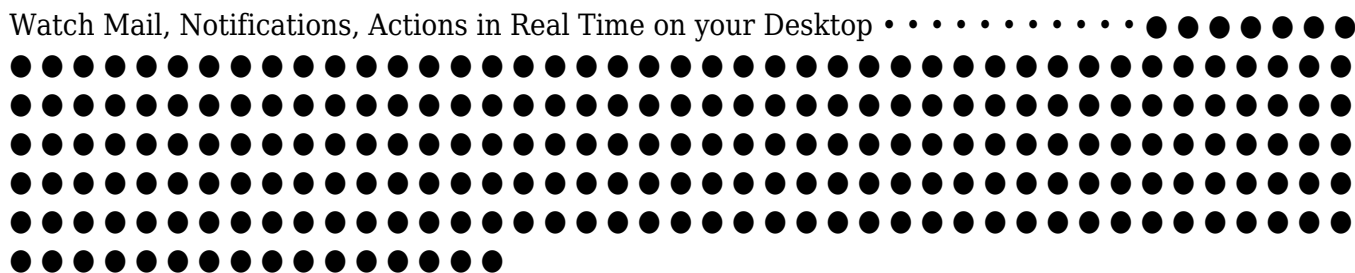 Watch Mail, Notifications, Actions in Real Time on your Desktop • • • • • • • • • • • ● ● ● ● ● ● ●
● ● ● ● ● ● ● ● ● ● ● ● ● ● ● ● ● ● ● ● ● ● ● ● ● ● ● ● ● ● ● ● ● ● ● ● ● ● ● ● ● ● ●
● ● ● ● ● ● ● ● ● ● ● ● ● ● ● ● ● ● ● ● ● ● ● ● ● ● ● ● ● ● ● ● ● ● ● ● ● ● ● ● ● ● ●
● ● ● ● ● ● ● ● ● ● ● ● ● ● ● ● ● ● ● ● ● ● ● ● ● ● ● ● ● ● ● ● ● ● ● ● ● ● ● ● ● ● ●
● ● ● ● ● ● ● ● ● ● ● ● ● ● ● ● ● ● ● ● ● ● ● ● ● ● ● ● ● ● ● ● ● ● ● ● ● ● ● ● ● ● ●
● ● ● ● ● ● ● ● ● ● ● ● ● ● ● ● ● ● ● ● ● ● ● ● ● ● ● ● ● ● ● ● ● ● ● ● ● ● ● ● ● ● ●
● ● ● ● ● ● ● ● ● ● ● ● ● ● ● ●